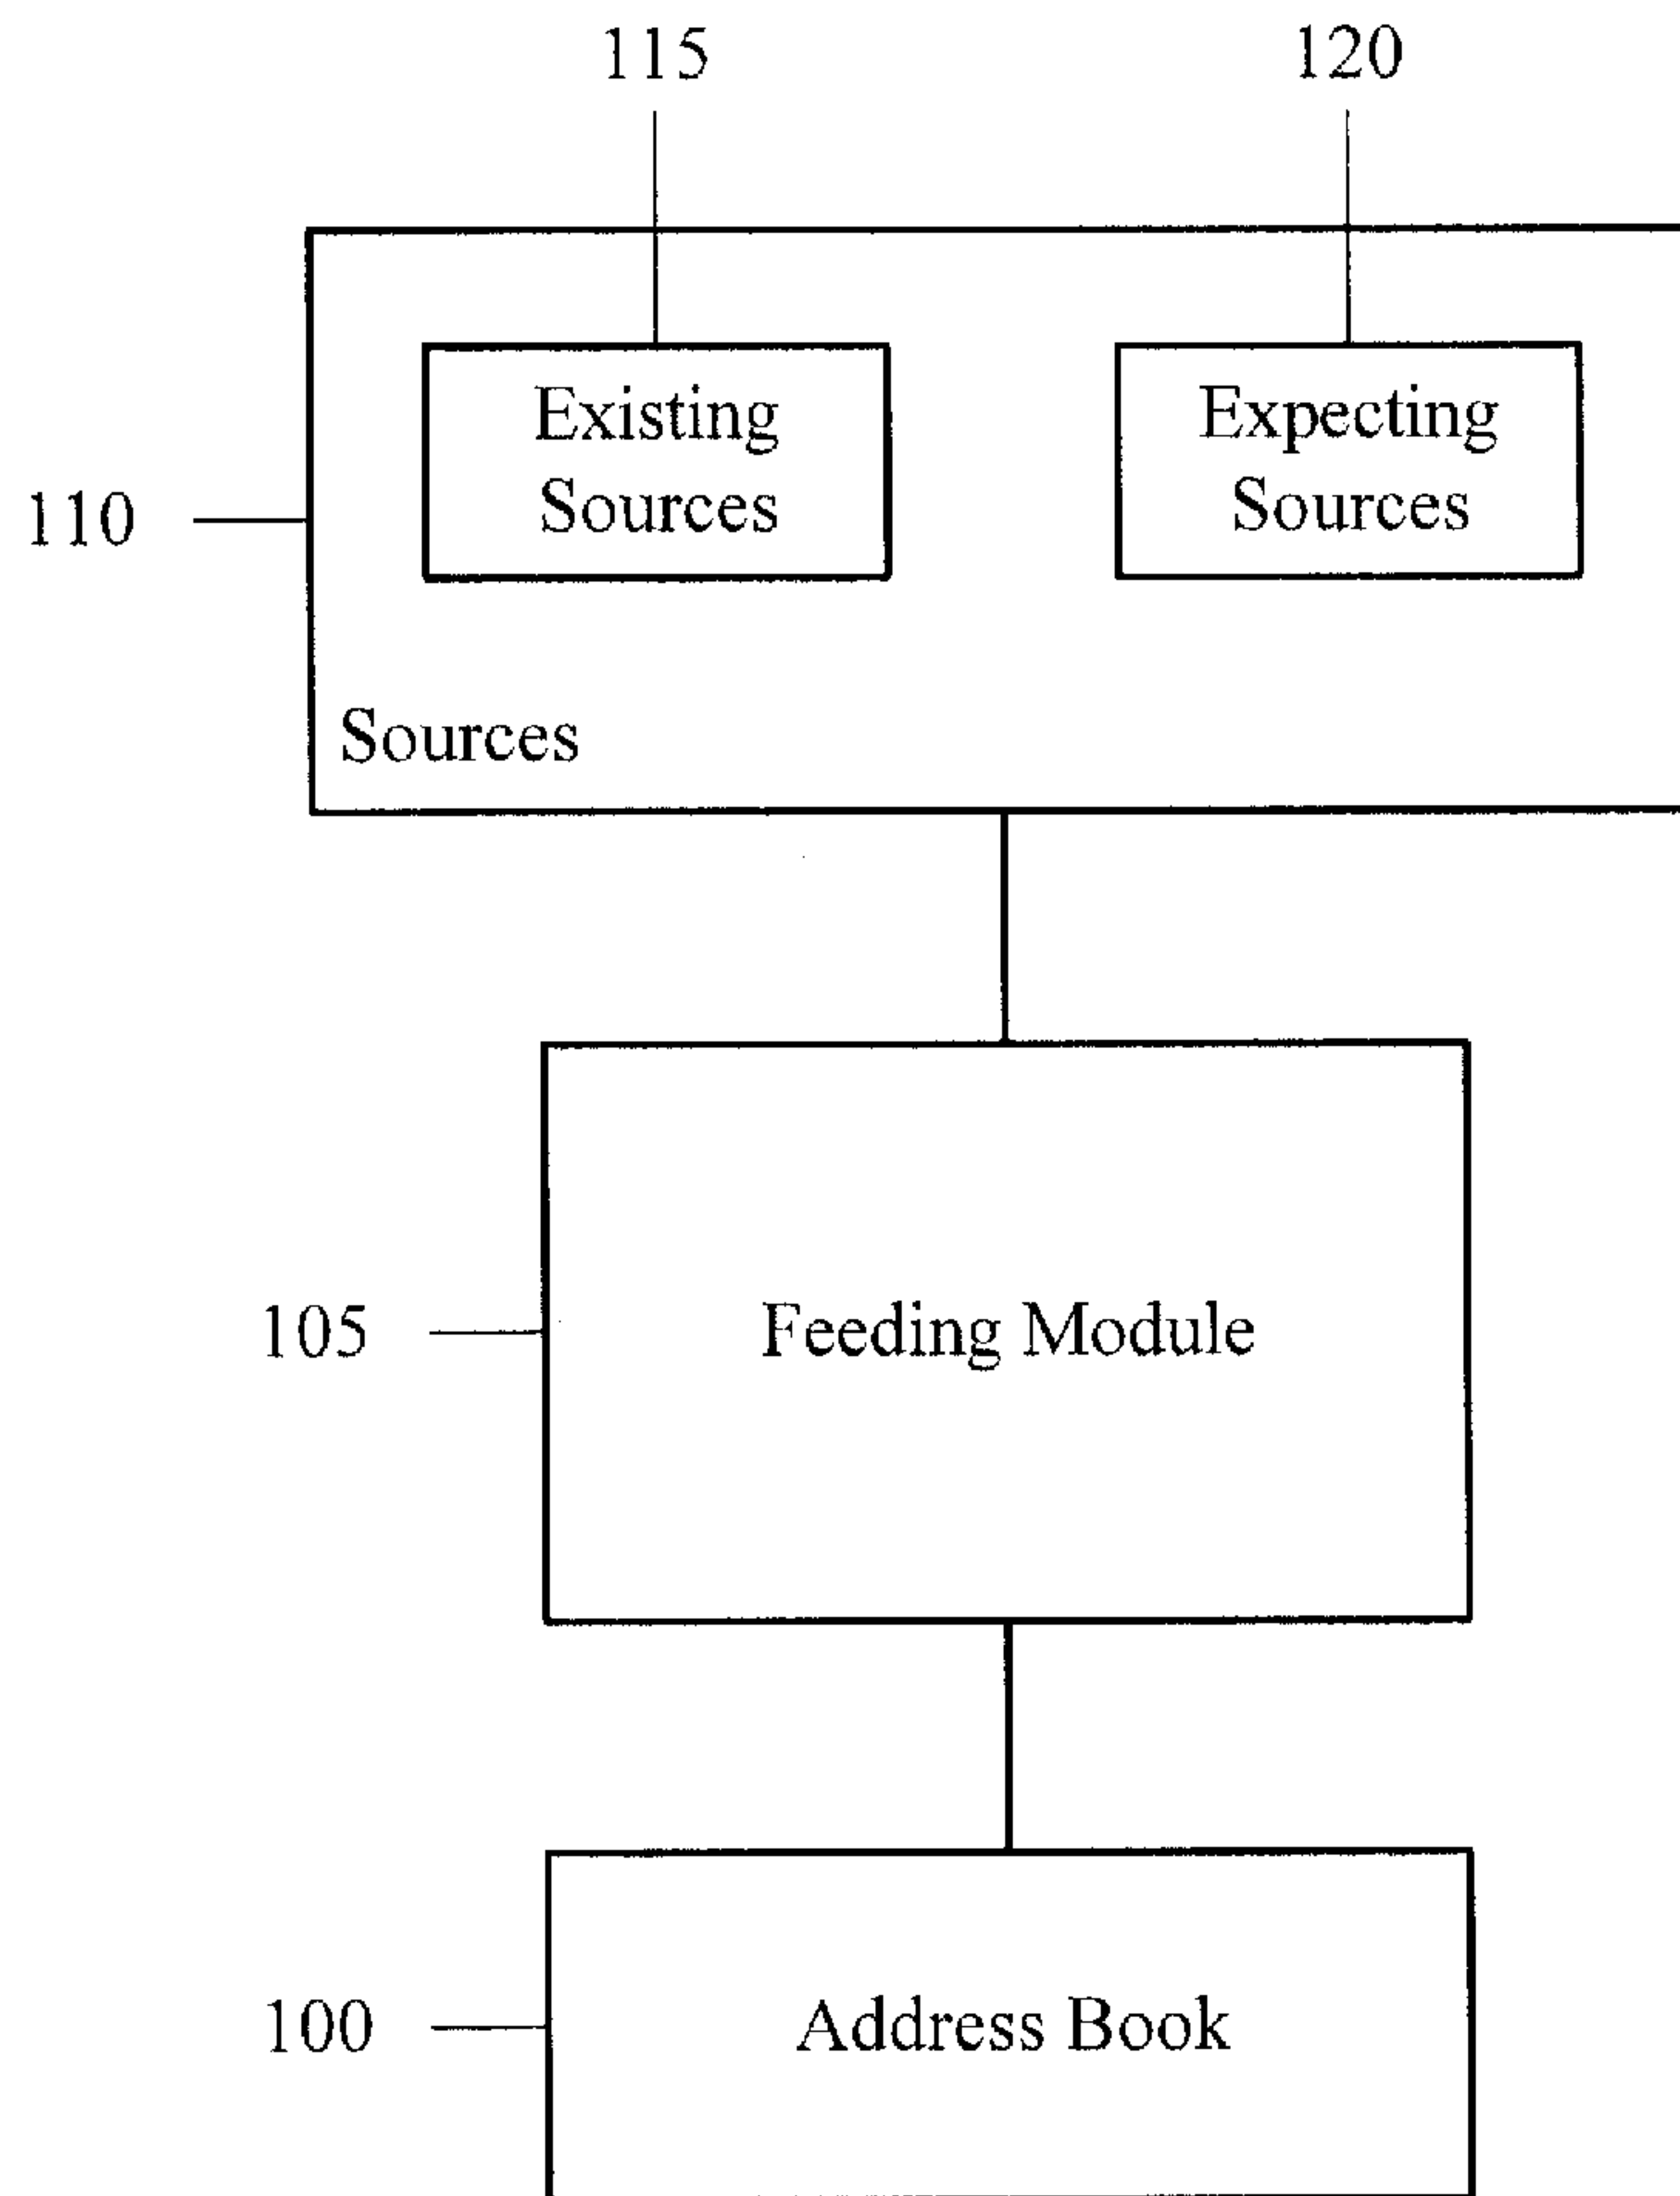 115
120
Existing
Sources
Expecting
Sources
110
Sources
105
Feeding Module
100
Address Book